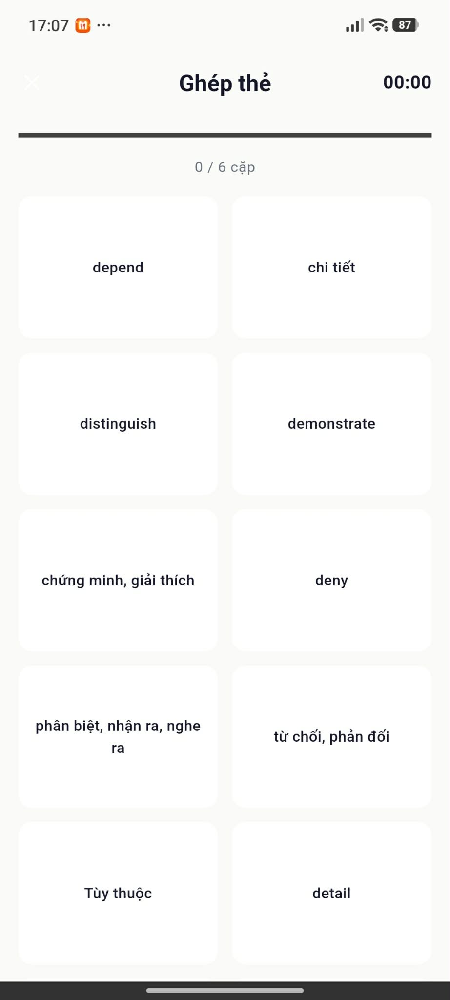 17:07
87
Ghép thẻ
00:00
0 / 6 cặp
depend
chi tiết
distinguish
demonstrate
chứng minh, giải thích
deny
phân biệt, nhận ra, nghe
ra
từ chối, phản đối
Tùy thuộc
detail